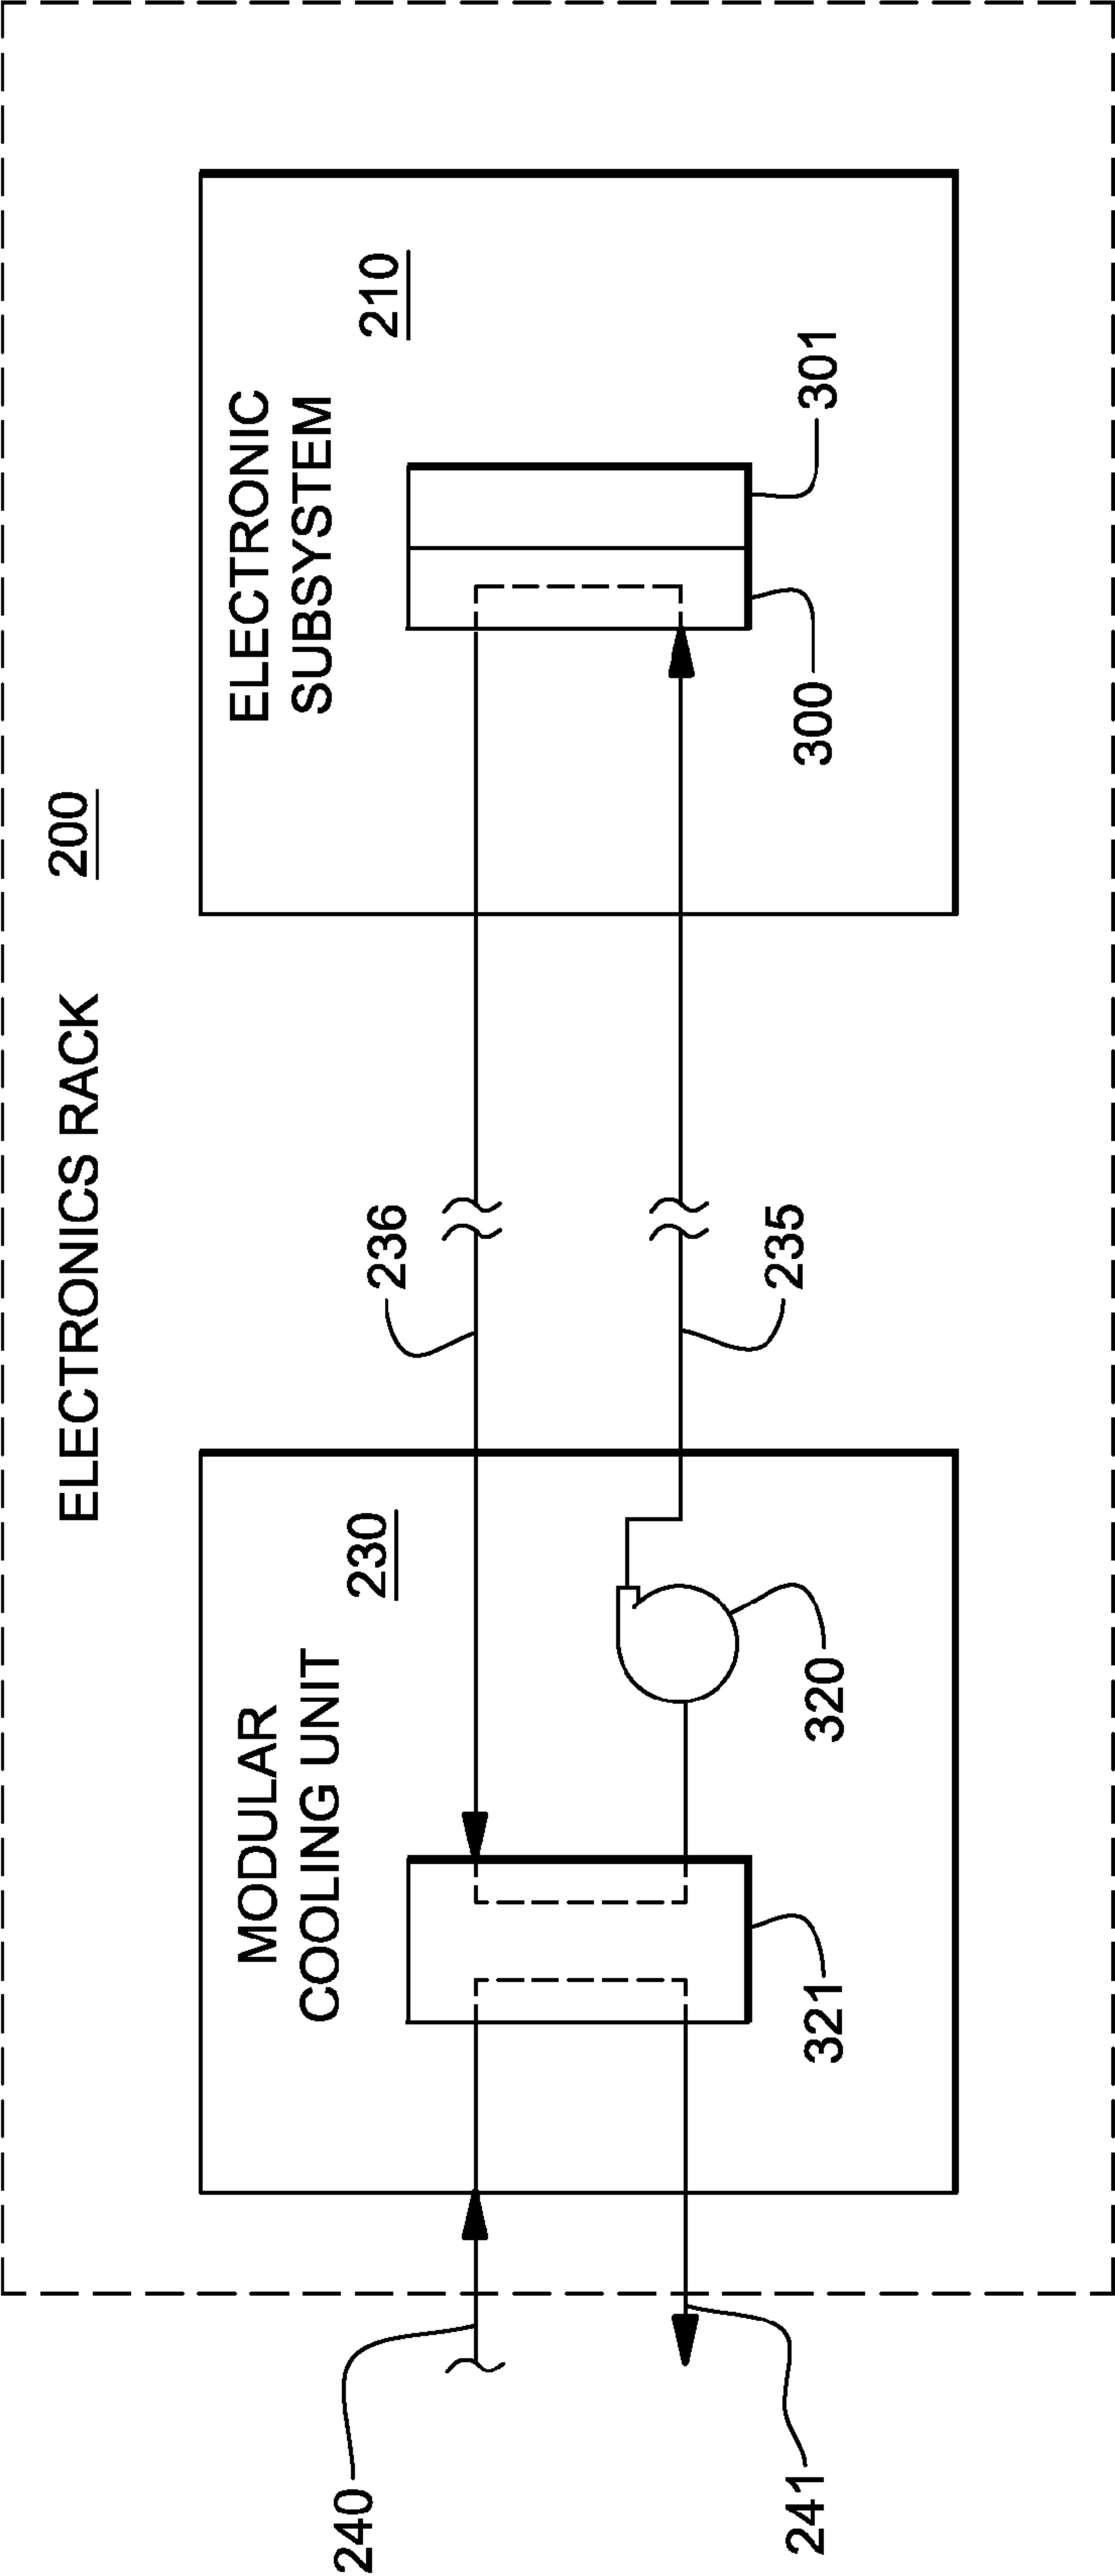 ELECTRONICS RACK 200
MODULAR
COOLING UNIT
230
ELECTRONIC
SUBSYSTEM
210
236
235
240
241
321
320
300
301